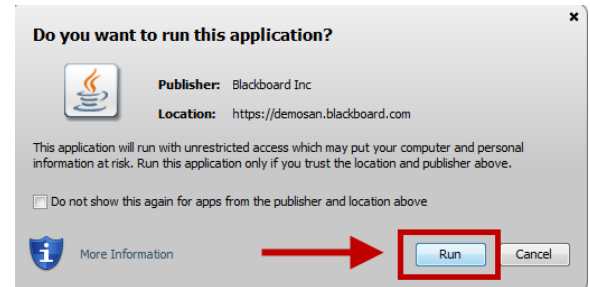 Do you want to run this application?
Publisher: Blackboard Inc
Location: https://demosan.blackboard.com
This application will run with unrestricted access which may put your computer and personal
information at risk. Run this application only if you trust the location and publisher above.
Do not show this again for apps from the publisher and location above
More Information
Run Cancel